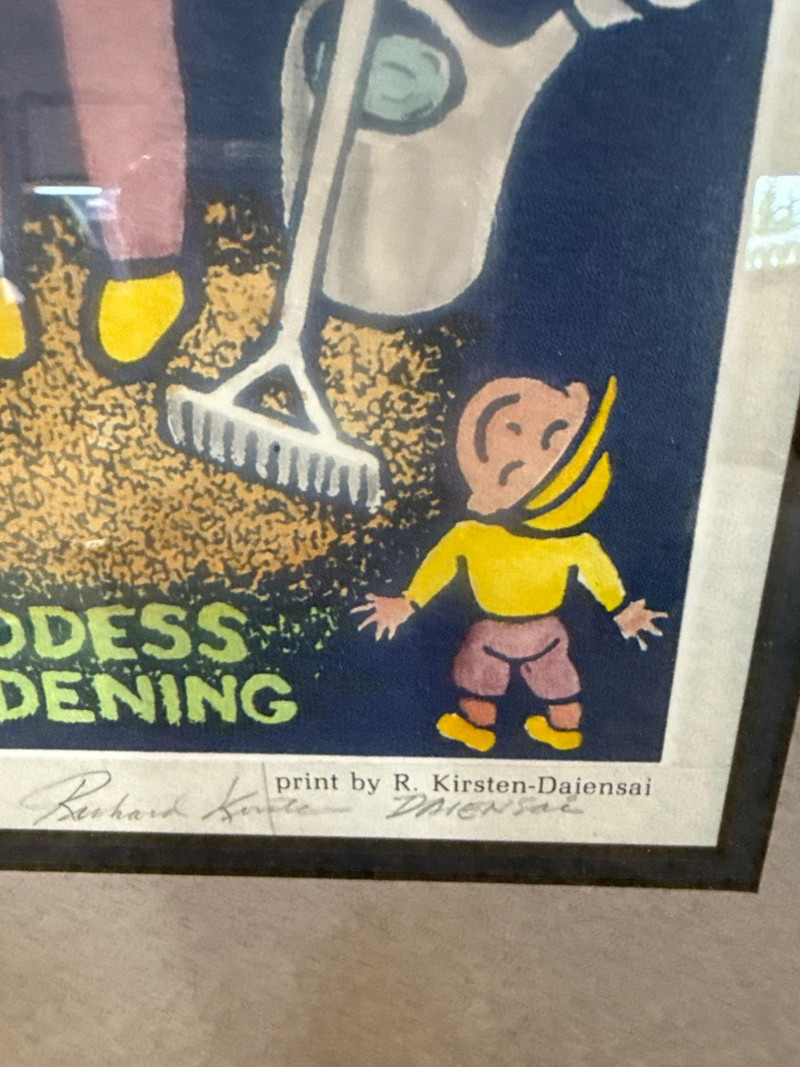 ODDESS
DENING
print by R. Kirsten-Daiensai
Richard Kirsten DAIENSAI